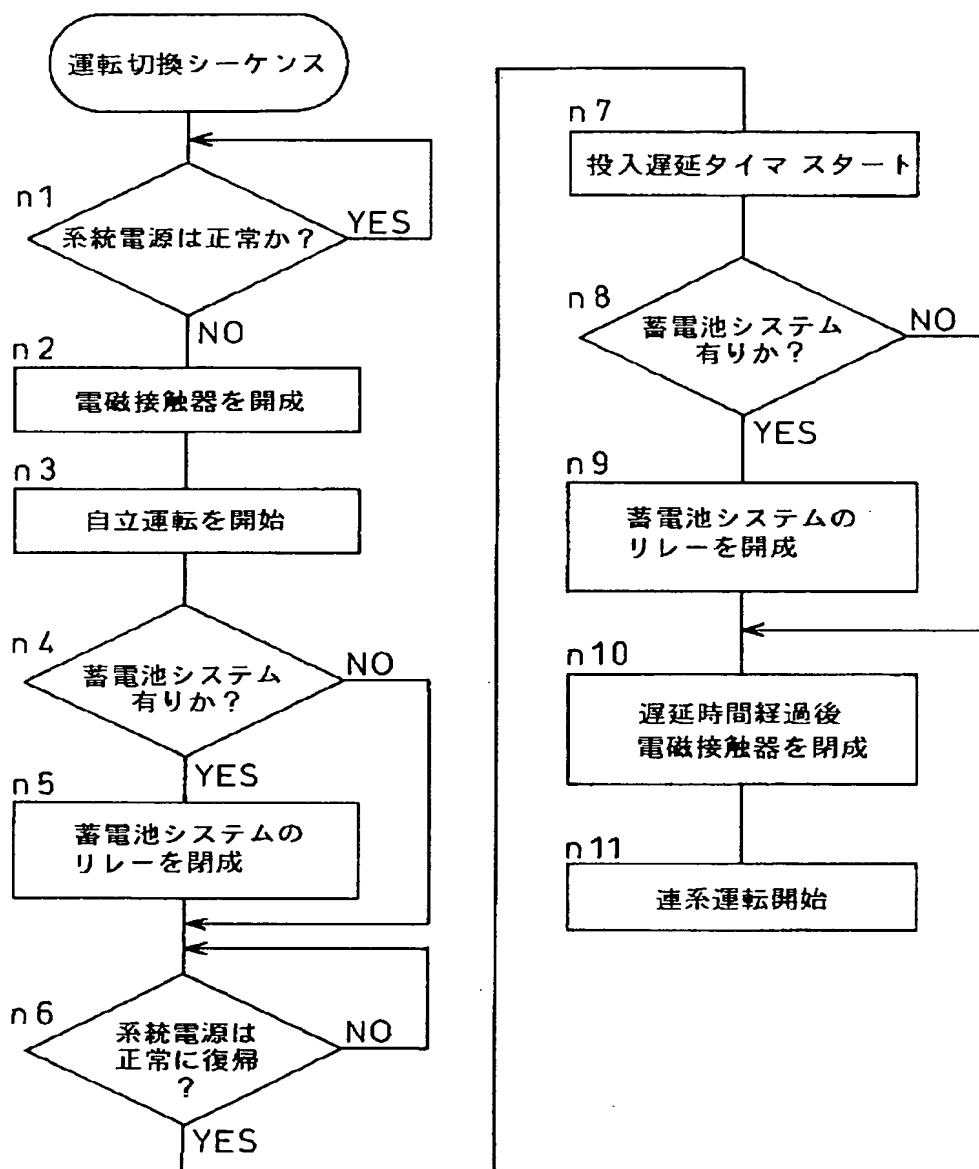 運転切換シーケンス
n1
系統電源は正常か？
YES
NO
n2
電磁接触器を開成
n3
自立運転を開始
n4
蓄電池システム
有りか？
NO
YES
n5
蓄電池システムの
リレーを閉成
n6
系統電源は
正常に復帰
？
NO
YES
n7
投入遅延タイマ スタート
n8
蓄電池システム
有りか？
NO
YES
n9
蓄電池システムの
リレーを開成
n10
遅延時間経過後
電磁接触器を閉成
n11
連系運転開始